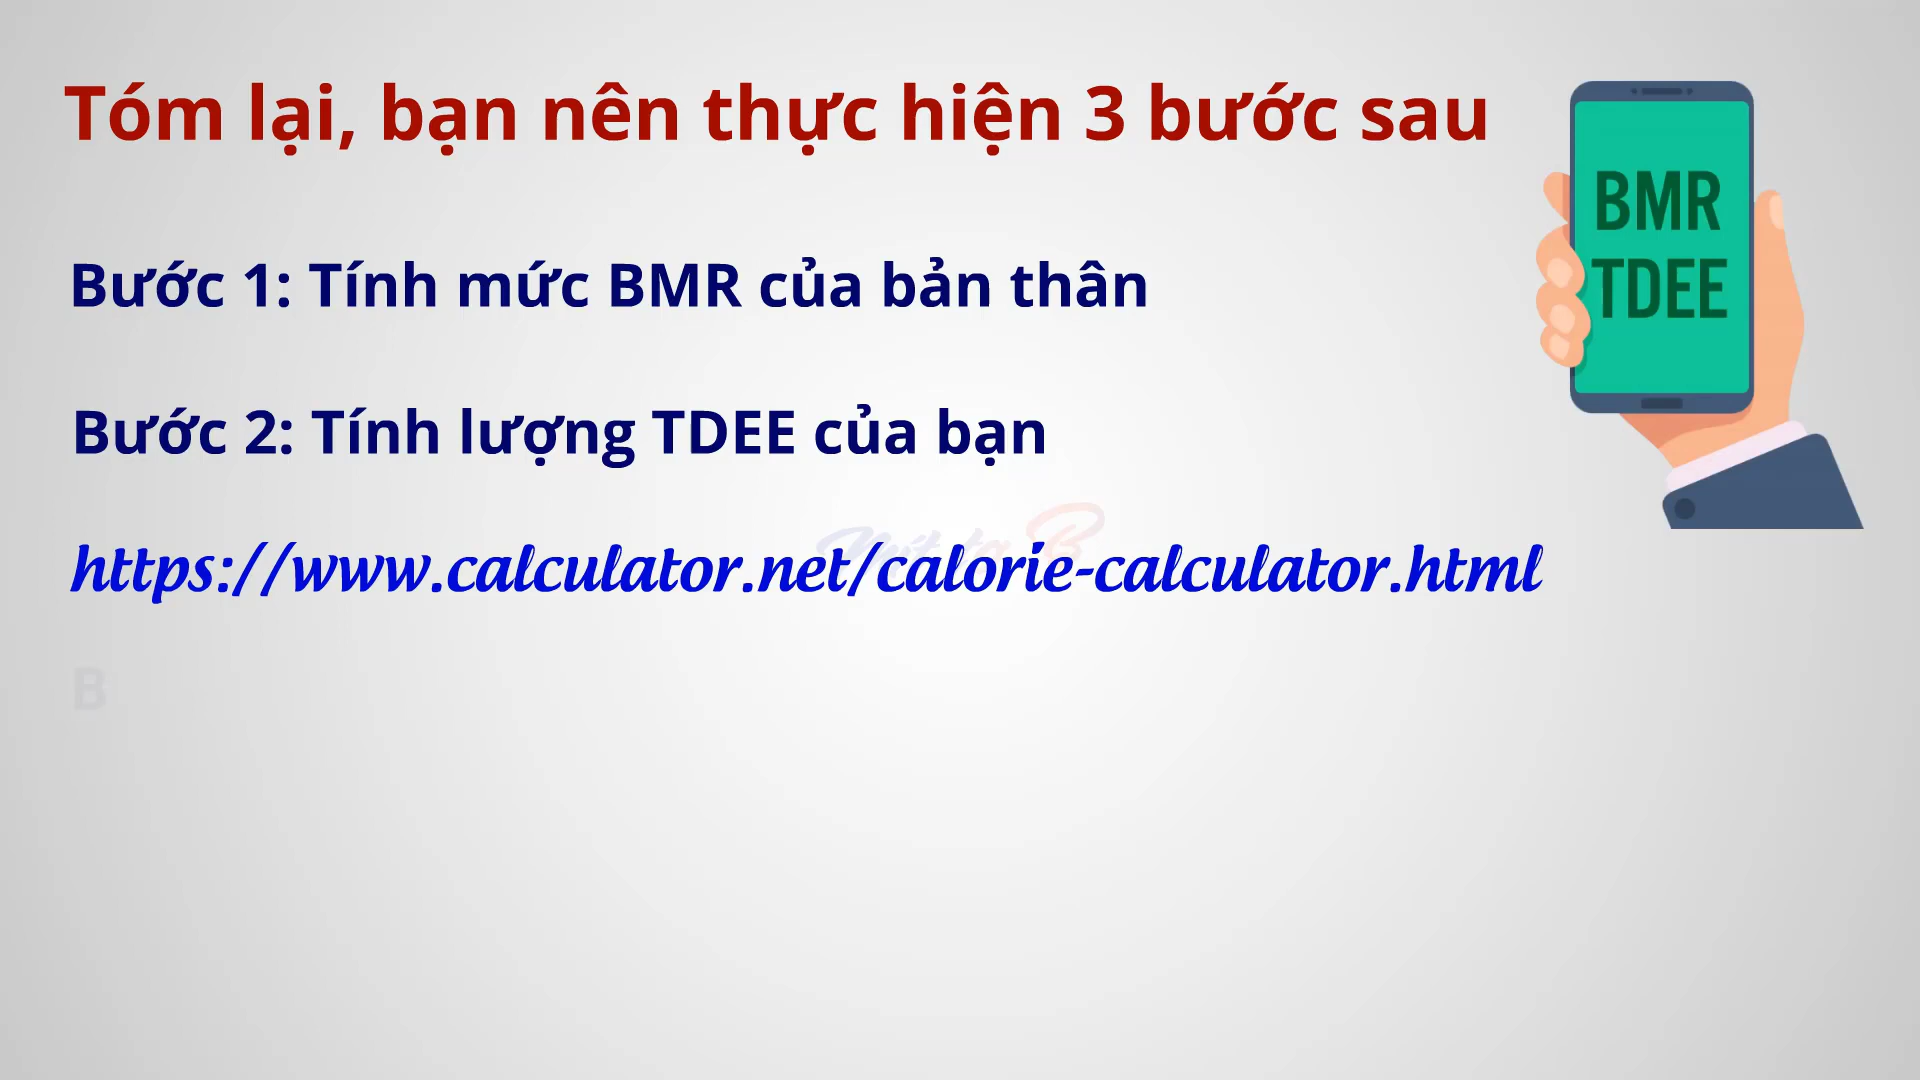 Tóm lại, bạn nên thực hiện 3 bước sau
BMR
TDEE
Bước 1: Tính mức BMR của bản thân
Bước 2: Tính lượng TDEE của bạn
https://www.calculator.net/calorie-calculator.html
B